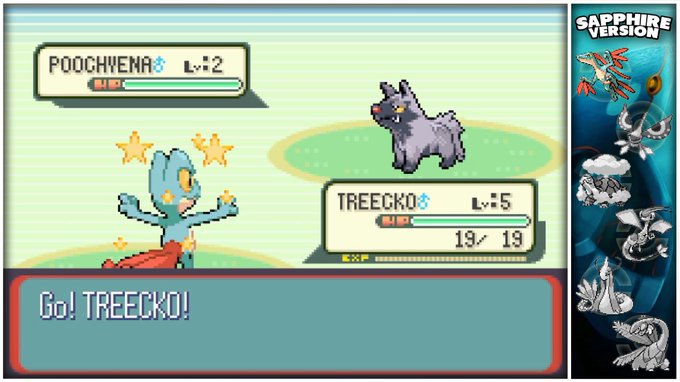 SAPPHIRE
VERSION
POOCHYENA♂ Lv:2
HP
TREECKO♂ Lv:5
HP
19/ 19
EXP
Go! TREECKO!